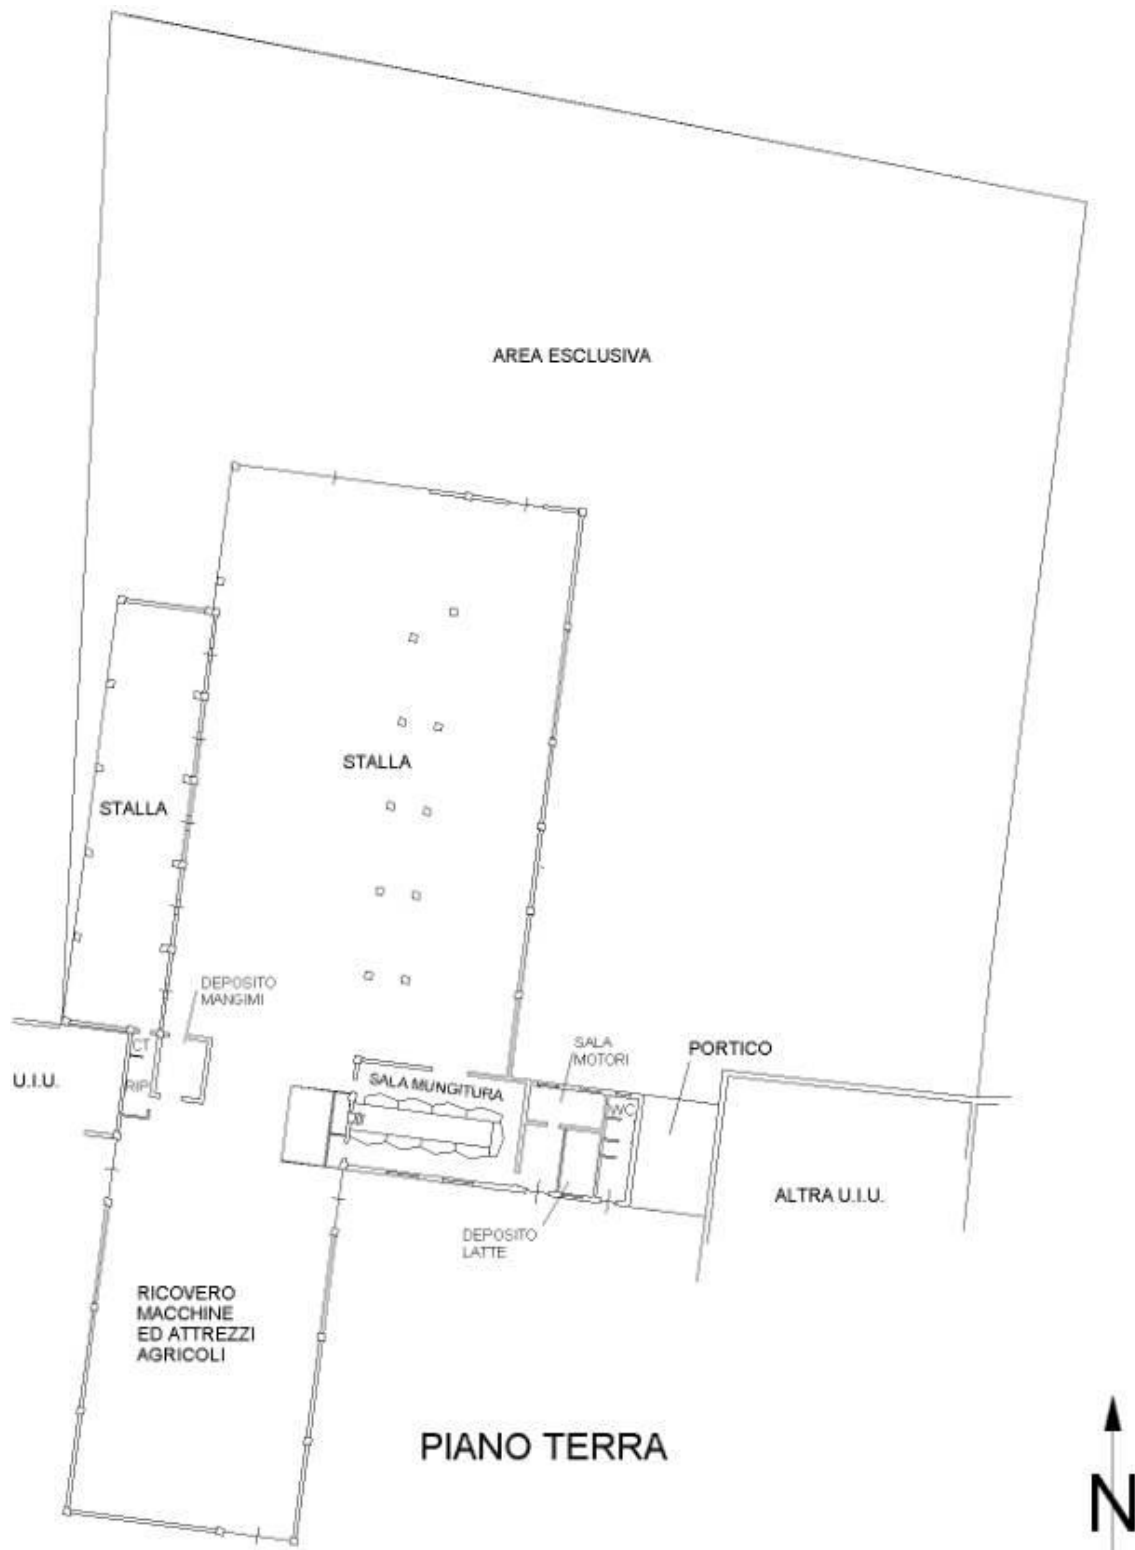 AREA ESCLUSIVA
STALLA
STALLA
DEPOSITO
MANGIMI
CT
RIP
U.I.U.
SALA MUNGITURA
SALA
MOTORI
WC
PORTICO
ALTRA U.I.U.
DEPOSITO
LATTE
RICOVERO
MACCHINE
ED ATTREZZI
AGRICOLI
PIANO TERRA
N